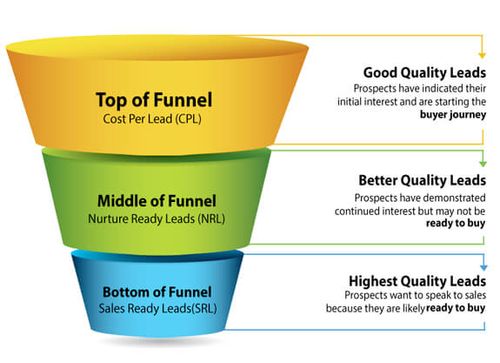 Top of Funnel
Cost Per Lead (CPL)
Good Quality Leads
Prospects have indicated their
initial interest and are starting the
buyer journey
Middle of Funnel
Nurture Ready Leads (NRL)
Better Quality Leads
Prospects have demonstrated
continued interest but may not be
ready to buy
Bottom of Funnel
Sales Ready Leads(SRL)
Highest Quality Leads
Prospects want to speak to sales
because they are likely ready to buy